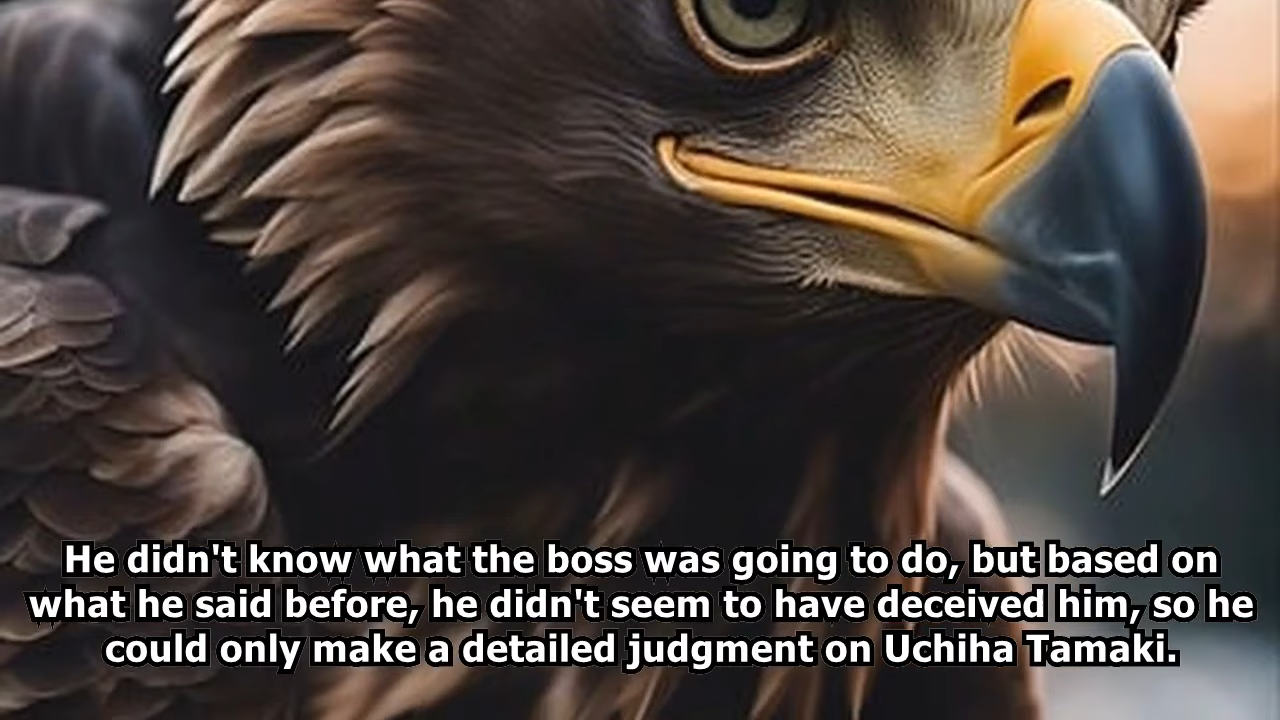 He didn't know what the boss was going to do, but based on
what he said before, he didn't seem to have deceived him, so he
could only make a detailed judgment on Uchiha Tamaki.